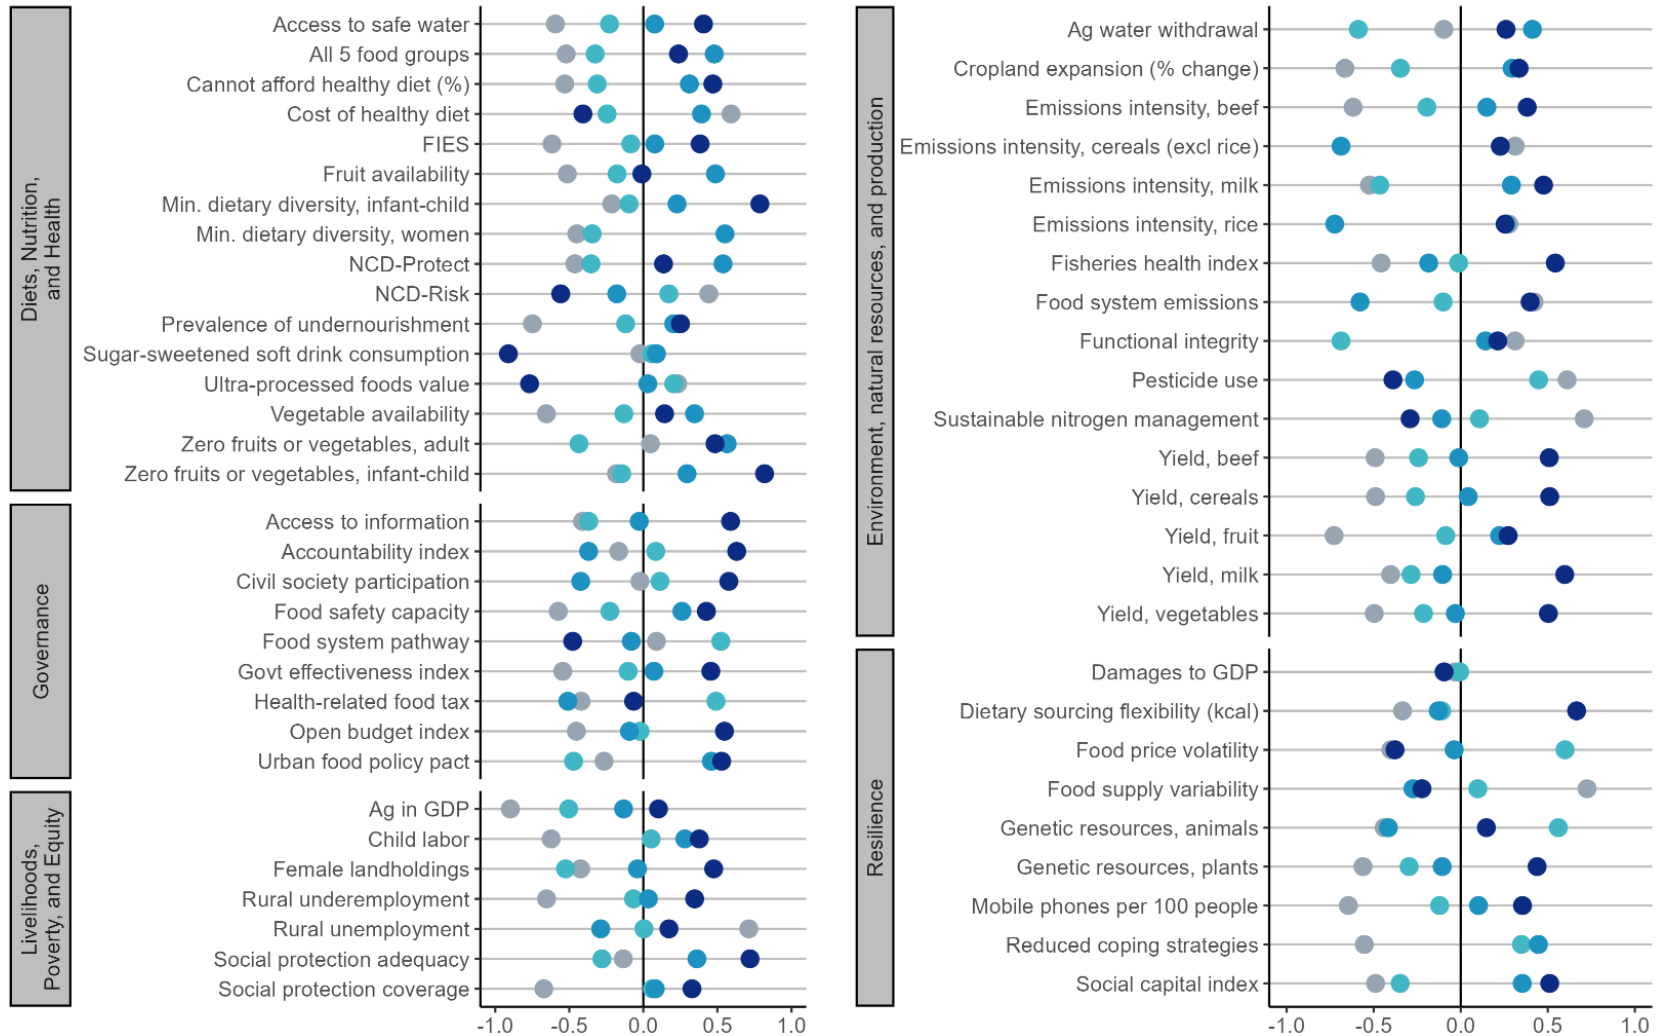 Diets, Nutrition,
and Health
Access to safe water
All 5 food groups
Cannot afford healthy diet (%)
Cost of healthy diet
FIES
Fruit availability
Min. dietary diversity, infant-child
Min. dietary diversity, women
NCD-Protect
NCD-Risk
Prevalence of undernourishment
Sugar-sweetened soft drink consumption
Ultra-processed foods value
Vegetable availability
Zero fruits or vegetables, adult
Zero fruits or vegetables, infant-child
Governance
Access to information
Accountability index
Civil society participation
Food safety capacity
Food system pathway
Govt effectiveness index
Health-related food tax
Open budget index
Urban food policy pact
Livelihoods,
Poverty, and Equity
Ag in GDP
Child labor
Female landholdings
Rural underemployment
Rural unemployment
Social protection adequacy
Social protection coverage
-1.0 -0.5 0.0 0.5 1.0
Environment, natural resources, and production
Ag water withdrawal
Cropland expansion (% change)
Emissions intensity, beef
Emissions intensity, cereals (excl rice)
Emissions intensity, milk
Emissions intensity, rice
Fisheries health index
Food system emissions
Functional integrity
Pesticide use
Sustainable nitrogen management
Yield, beef
Yield, cereals
Yield, fruit
Yield, milk
Yield, vegetables
Resilience
Damages to GDP
Dietary sourcing flexibility (kcal)
Food price volatility
Food supply variability
Genetic resources, animals
Genetic resources, plants
Mobile phones per 100 people
Reduced coping strategies
Social capital index
-1.0 -0.5 0.0 0.5 1.0